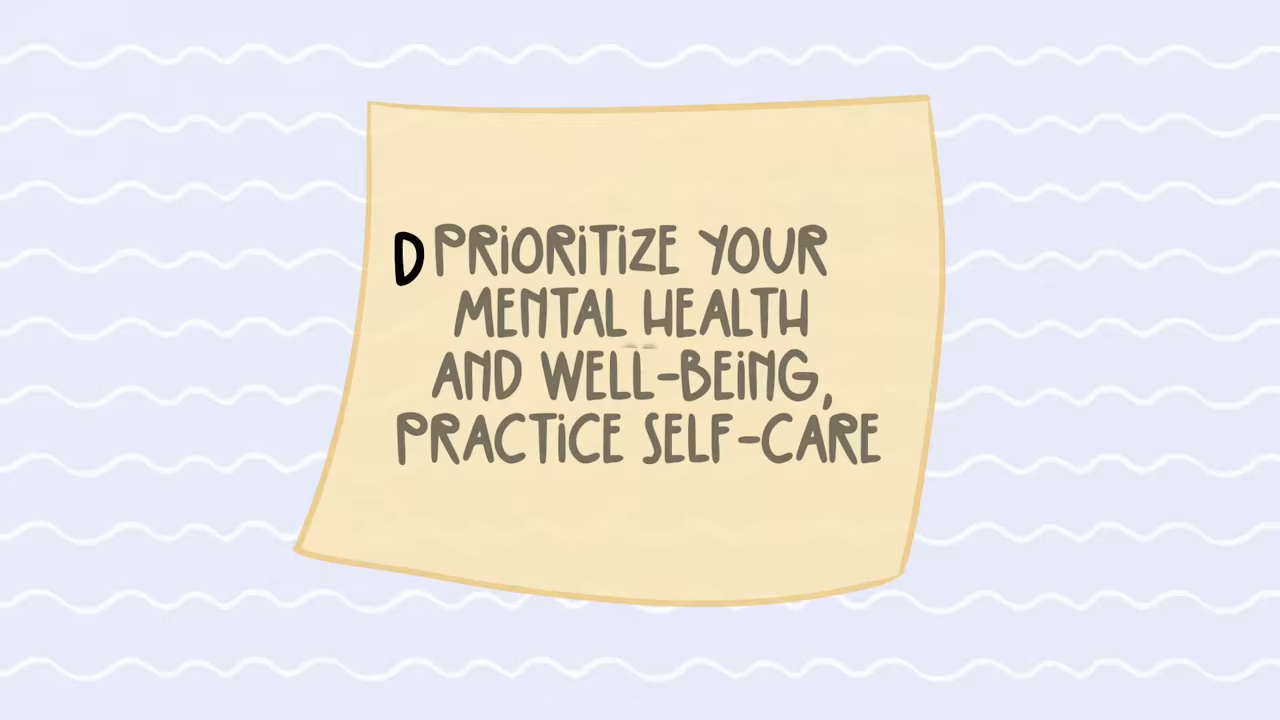 D PRIORITIZE YOUR
MENTAL HEALTH
AND WELL-BEING,
PRACTICE SELF-CARE